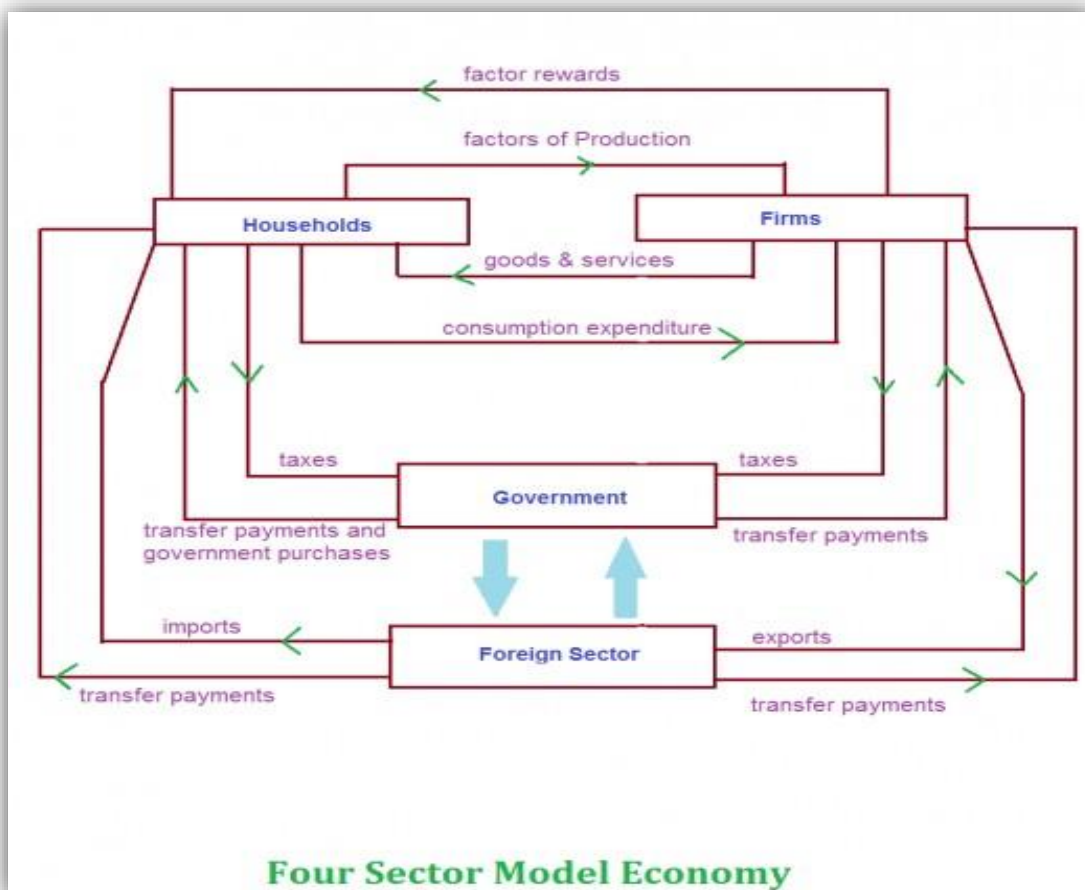 factor rewards
factors of Production
Households
Firms
goods & services
consumption expenditure
taxes
taxes
Government
transfer payments and
government purchases
transfer payments
imports
Foreign Sector
exports
transfer payments
transfer payments
Four Sector Model Economy